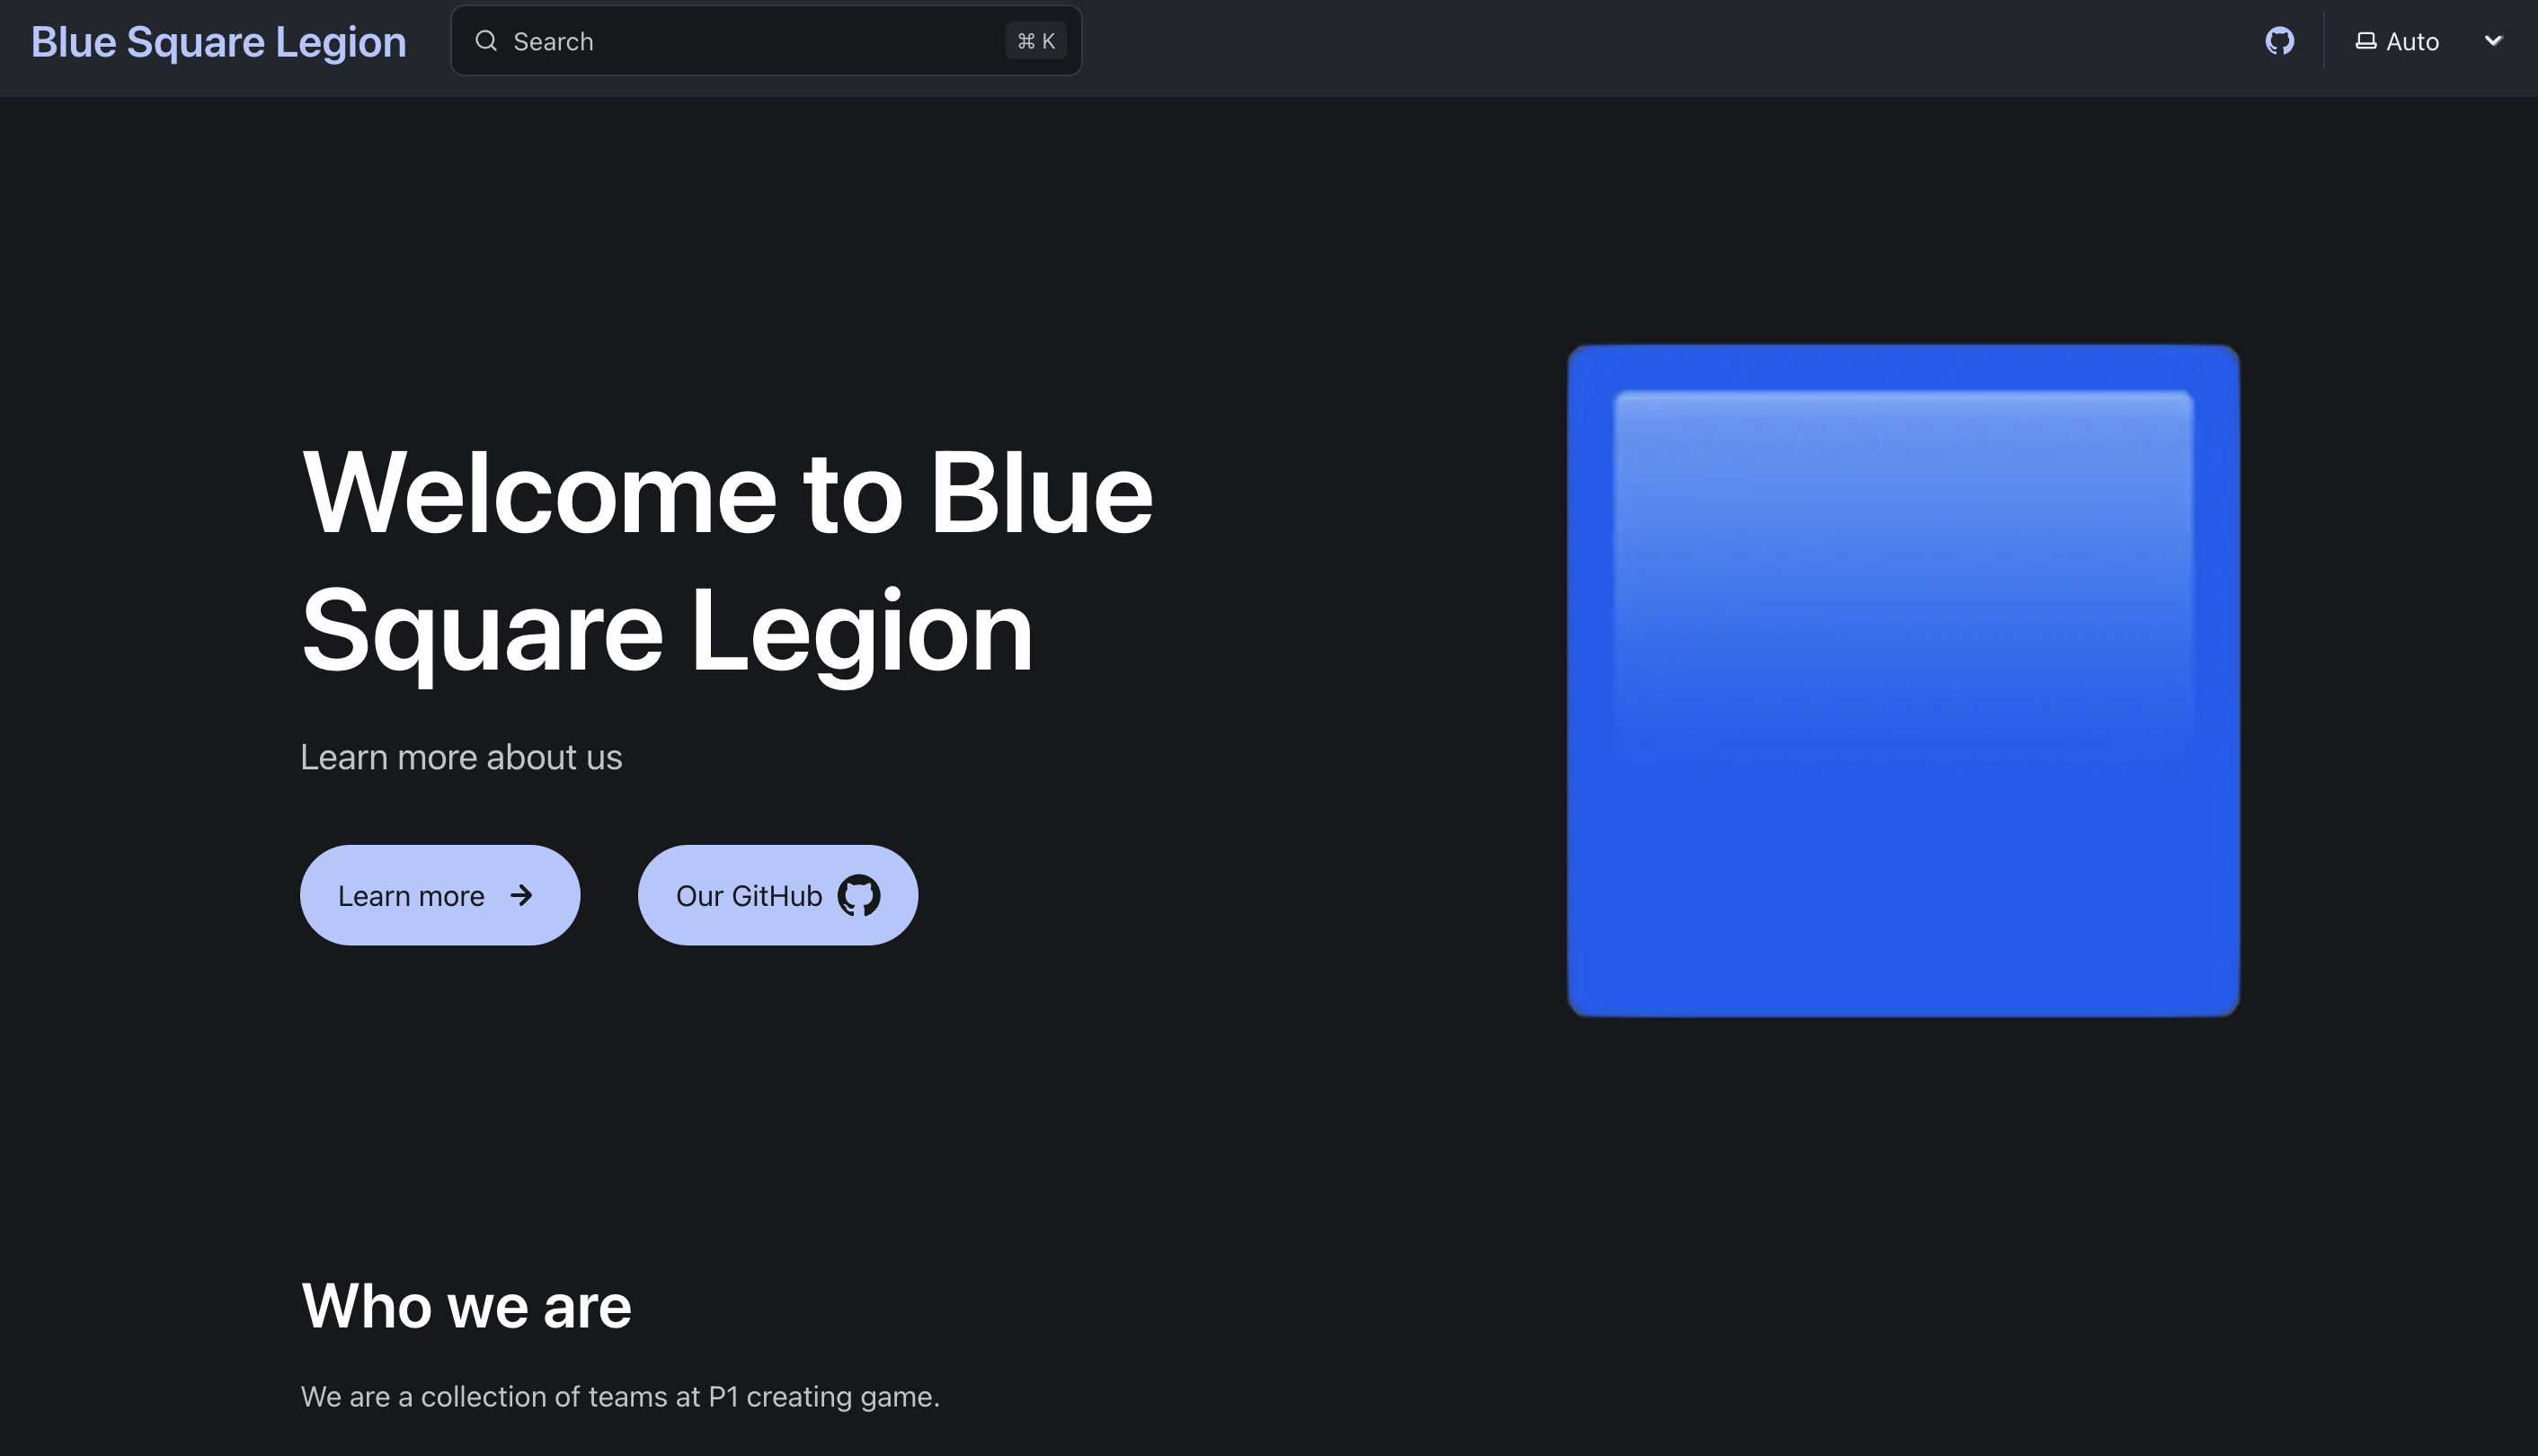 Blue Square Legion
Search
⌘ K
Auto
Welcome to Blue
Square Legion
Learn more about us
Learn more
Our GitHub
Who we are
We are a collection of teams at P1 creating game.